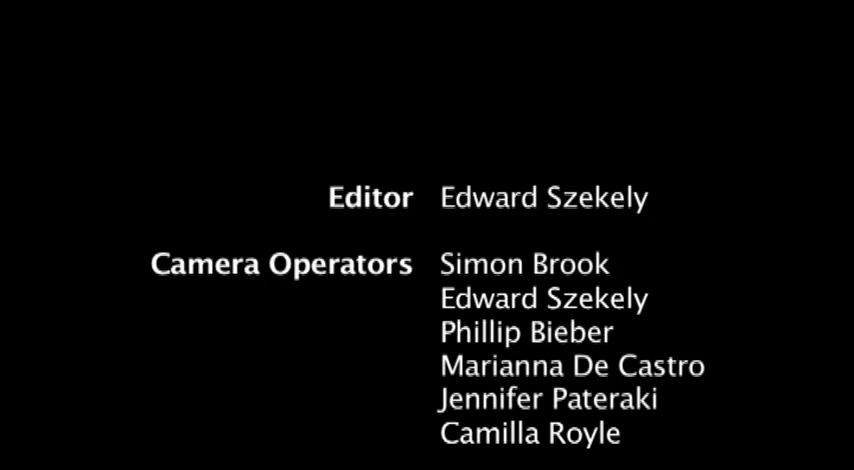 Editor Edward Szekely
Camera Operators Simon Brook
Edward Szekely
Phillip Bieber
Marianna De Castro
Jennifer Pateraki
Camilla Royle